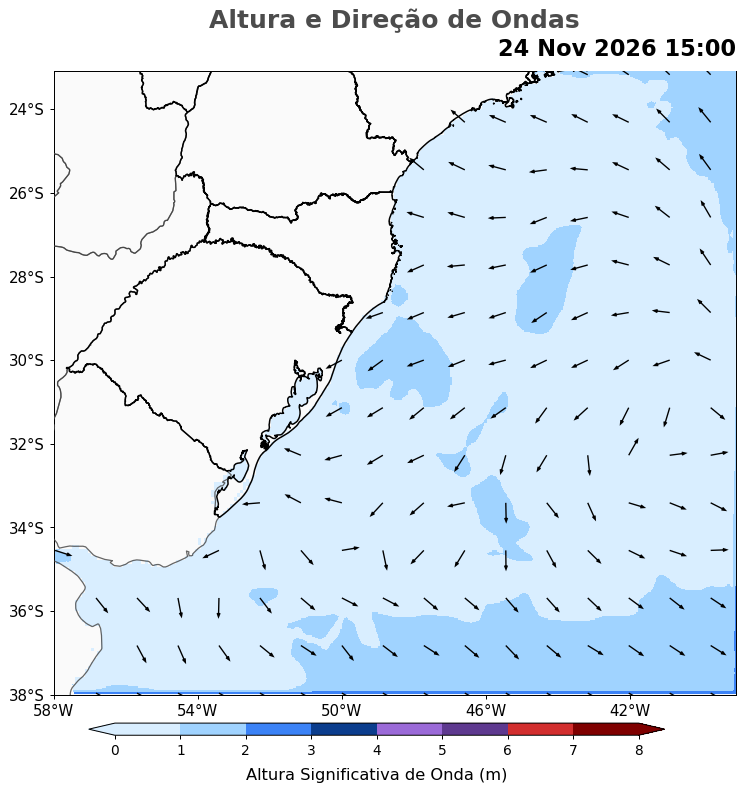 Altura e Direção de Ondas
24 Nov 2026 15:00
24°S
26°S
28°S
30°S
32°S
34°S
36°S
38°S
58°W 54°W 50°W 46°W 42°W
0 1 2 3 4 5 6 7 8
Altura Significativa de Onda (m)